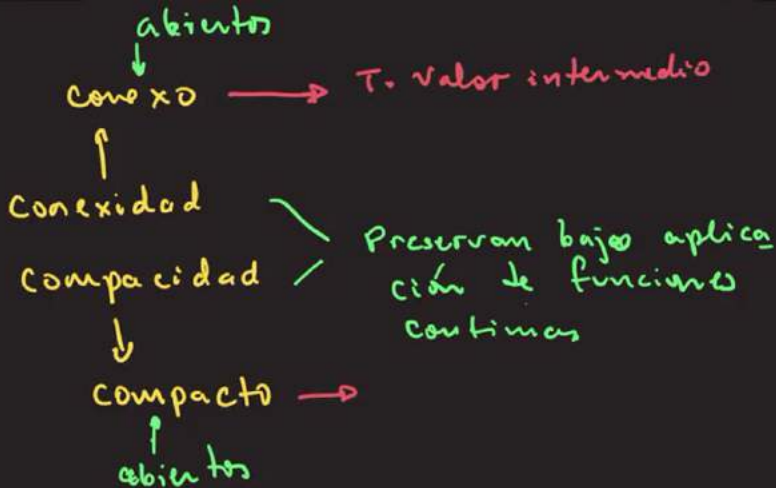 abiertos
conexo
T. Valor intermedio
Conexidad
Compacidad
Preservan bajo aplica
ción de funciones
continuas
compacto
abiertos